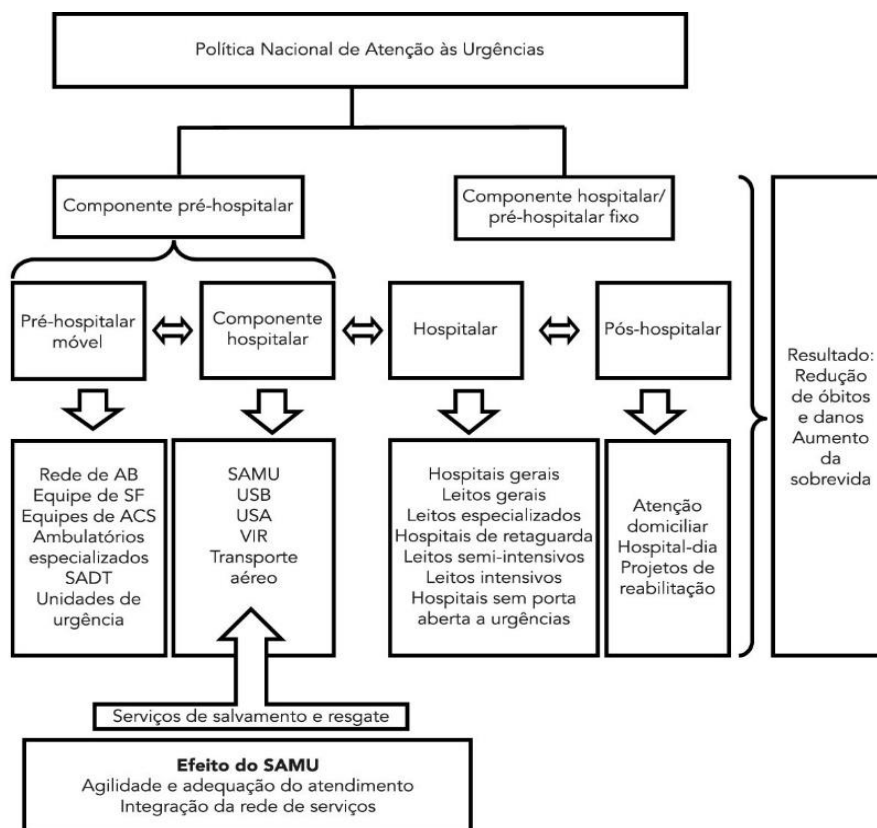 Política Nacional de Atenção às Urgências
Componente pré-hospitalar
Componente hospitalar/
pré-hospitalar fixo
Pré-hospitalar
móvel
Componente
hospitalar
Hospitalar
Pós-hospitalar
Rede de AB
Equipe de SF
Equipes de ACS
Ambulatórios
especializados
SADT
Unidades de
urgência
SAMU
USB
USA
VIR
Transporte
aéreo
Hospitais gerais
Leitos gerais
Leitos especializados
Hospitais de retaguarda
Leitos semi-intensivos
Leitos intensivos
Hospitais sem porta
aberta a urgências
Atenção
domiciliar
Hospital-dia
Projetos de
reabilitação
Resultado:
Redução
de óbitos
e danos
Aumento
da
sobrevida
Serviços de salvamento e resgate
Efeito do SAMU
Agilidade e adequação do atendimento
Integração da rede de serviços